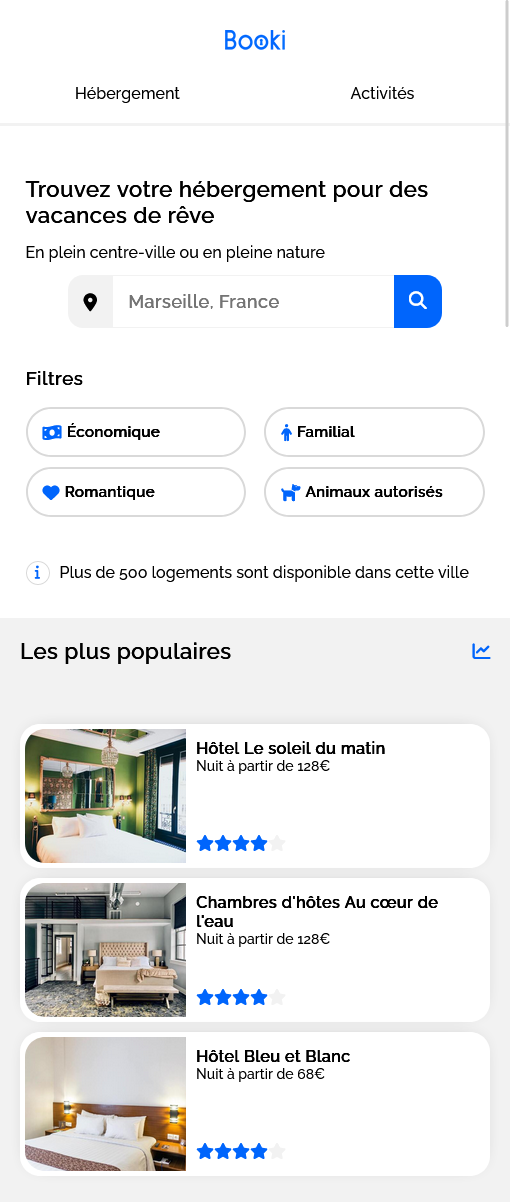 Booki
Hébergement
Activités
Trouvez votre hébergement pour des
vacances de rêve
En plein centre-ville ou en pleine nature
Marseille, France
Filtres
Économique
Familial
Romantique
Animaux autorisés
Plus de 500 logements sont disponible dans cette ville
Les plus populaires
Hôtel Le soleil du matin
Nuit à partir de 128€
Chambres d'hôtes Au cœur de
l'eau
Nuit à partir de 128€
Hôtel Bleu et Blanc
Nuit à partir de 68€